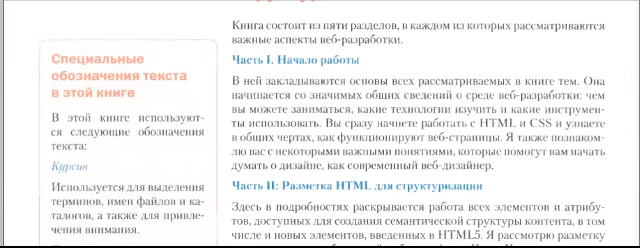 Специальные
обозначения текста
в этой книге
В этой книге используют-
ся следующие обозначения
текста:
Курсив
Используется для выделения
терминов, имен файлов и ка-
талогов, а также для привле-
чения внимания.
Книга состоит из пяти разделов, в каждом из которых рассматриваются
важные аспекты веб-разработки.
Часть I. Начало работы
В ней закладываются основы всех рассматриваемых в книге тем. Она
начинается со значимых общих сведений о среде веб-разработки: чем
вы можете заниматься, какие технологии изучить и какие инструмен-
ты использовать. Вы сразу начнете работать с HTML и CSS и узнаете
в общих чертах, как функционируют веб-страницы. Я также познаком-
лю вас с некоторыми важными понятиями, которые помогут вам начать
думать о дизайне, как современный веб-дизайнер.
Часть II: Разметка HTML для структуризации
Здесь в подробностях раскрывается работа всех элементов и атрибу-
тов, доступных для создания семантической структуры контента, в том
числе и новых элементов, введенных в HTML5. Я рассмотрю разметку